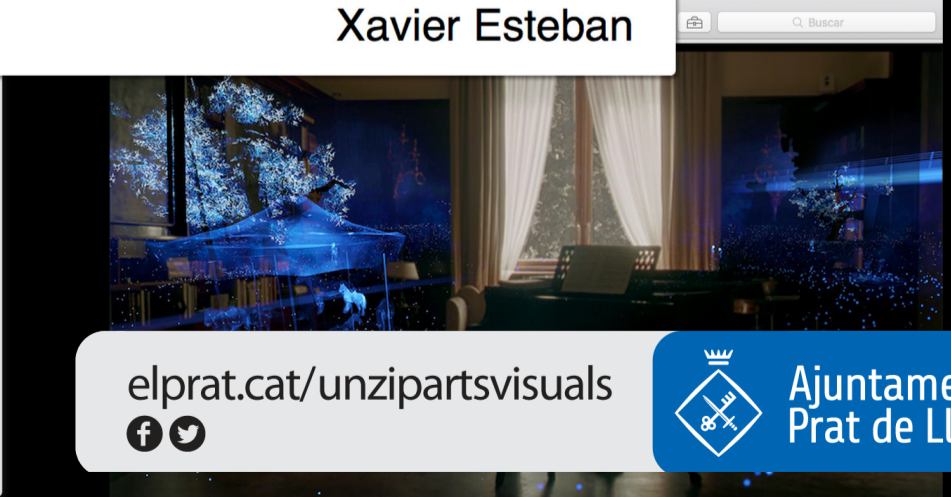 Xavier Esteban
Buscar
elprat.cat/unzipartsvisuals
Ajuntame
Prat de Ll